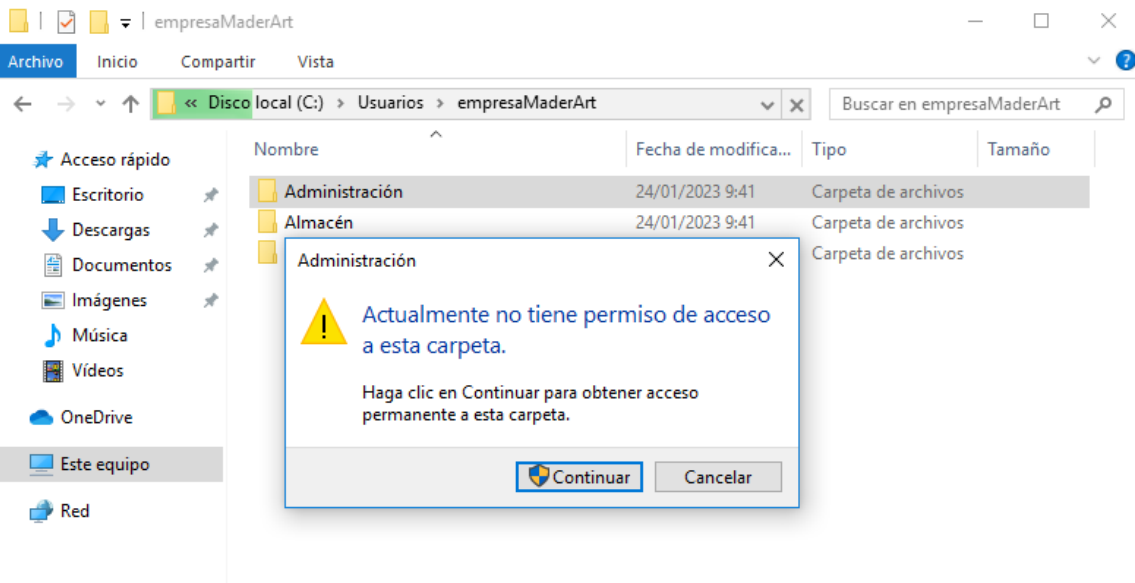 empresaMaderArt
Archivo Inicio Compartir Vista ?
« Disco local (C:) > Usuarios > empresaMaderArt
Buscar en empresaMaderArt
Nombre Fecha de modifica... Tipo Tamaño
Acceso rápido
Escritorio
Descargas
Documentos
Imágenes
Música
Vídeos
OneDrive
Este equipo
Red
Administración 24/01/2023 9:41 Carpeta de archivos
Almacén 24/01/2023 9:41 Carpeta de archivos
Carpeta de archivos
Administración
Actualmente no tiene permiso de acceso
a esta carpeta.
Haga clic en Continuar para obtener acceso
permanente a esta carpeta.
Continuar Cancelar